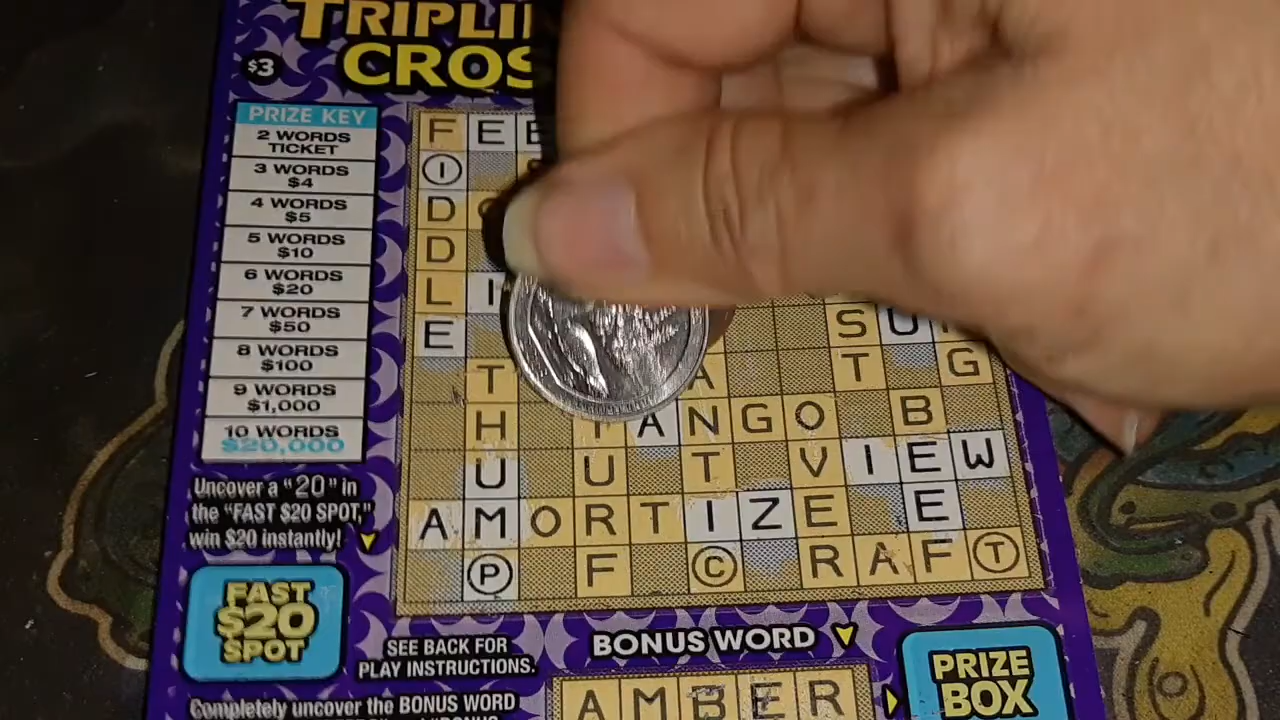 TRIPLI
CROS
$3
PRIZE KEY
2 WORDS
TICKET
3 WORDS
$4
4 WORDS
$5
5 WORDS
$10
6 WORDS
$20
7 WORDS
$50
8 WORDS
$100
9 WORDS
$1,000
10 WORDS
$20,000
Uncover a "20" in
the "FAST $20 SPOT,"
win $20 instantly!
FAST
$20
SPOT
F E E
I
D
D
L I
E S U
T A T G
H T A N G O B
U U T V I E W
A M O R T I Z E E
P F C R A F T
SEE BACK FOR
PLAY INSTRUCTIONS.
BONUS WORD
Completely uncover the BONUS WORD
A M B E R
PRIZE
BOX